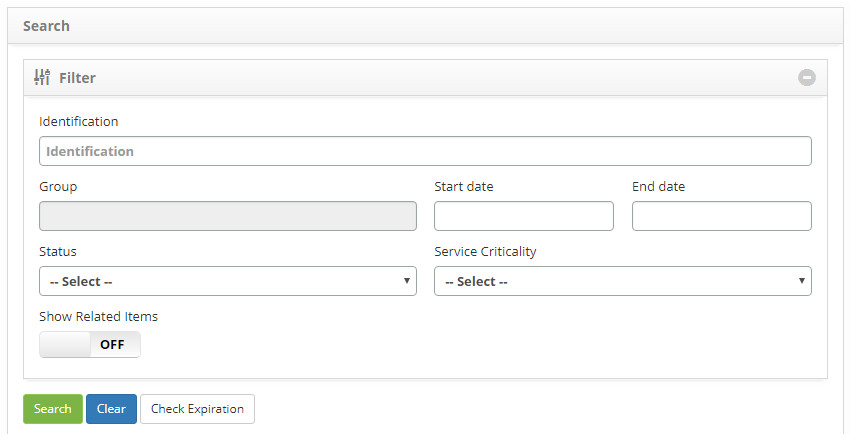 Search
Filter
Identification
Identification
Group Start date End date
Status Service Criticality
-- Select -- -- Select --
Show Related Items
OFF
Search Clear Check Expiration